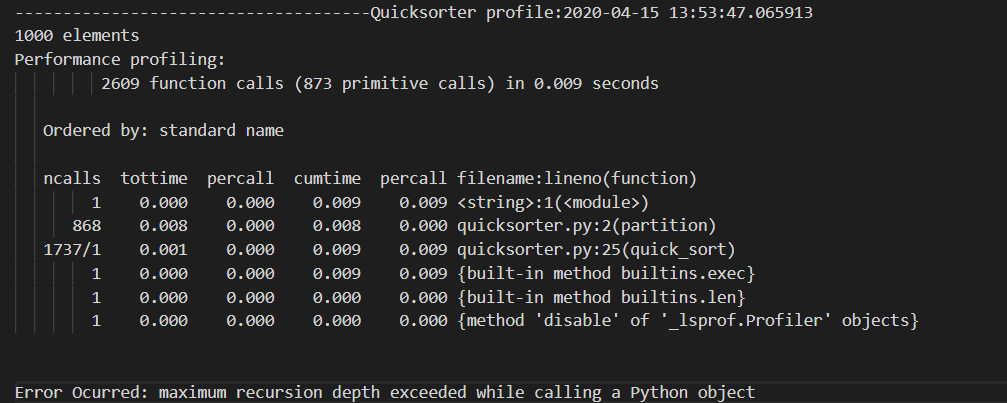 -------------------------------------Quicksorter profile:2020-04-15 13:53:47.065913
1000 elements
Performance profiling:
2609 function calls (873 primitive calls) in 0.009 seconds
Ordered by: standard name
ncalls tottime percall cumtime percall filename:lineno(function)
1 0.000 0.000 0.009 0.009 <string>:1(<module>)
868 0.008 0.000 0.008 0.000 quicksorter.py:2(partition)
1737/1 0.001 0.000 0.009 0.009 quicksorter.py:25(quick_sort)
1 0.000 0.000 0.009 0.009 {built-in method builtins.exec}
1 0.000 0.000 0.000 0.000 {built-in method builtins.len}
1 0.000 0.000 0.000 0.000 {method 'disable' of '_lsprof.Profiler' objects}
Error Ocurred: maximum recursion depth exceeded while calling a Python object